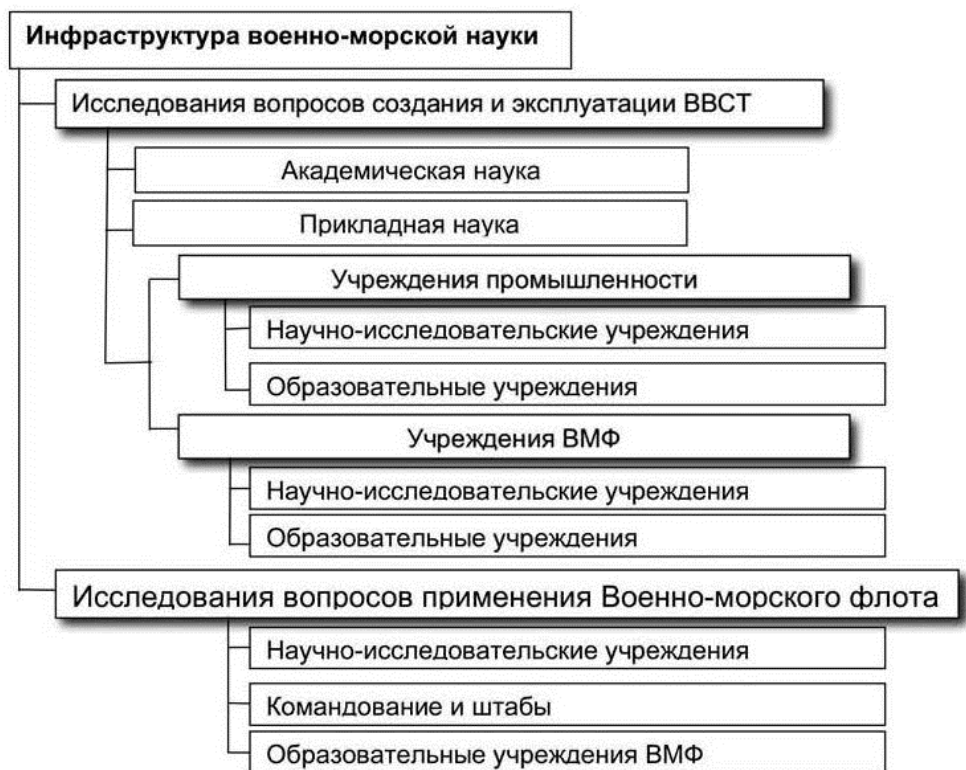 Инфраструктура военно-морской науки
Исследования вопросов создания и эксплуатации ВВСТ
Академическая наука
Прикладная наука
Учреждения промышленности
Научно-исследовательские учреждения
Образовательные учреждения
Учреждения ВМФ
Научно-исследовательские учреждения
Образовательные учреждения
Исследования вопросов применения Военно-морского флота
Научно-исследовательские учреждения
Командование и штабы
Образовательные учреждения ВМФ